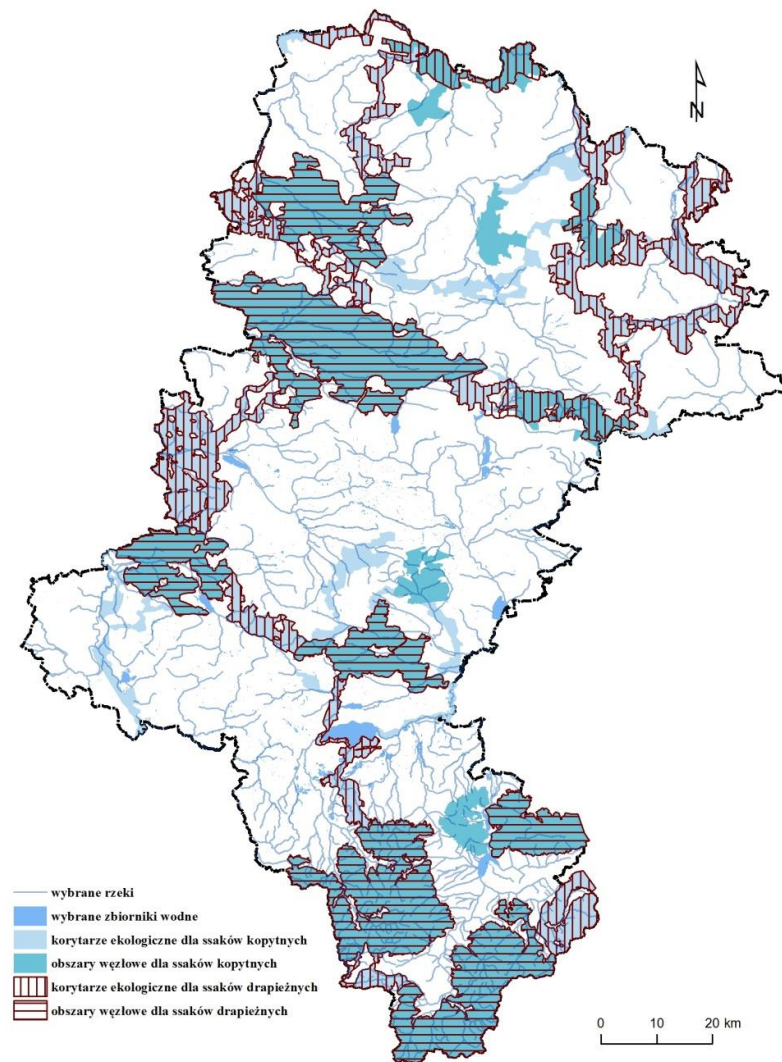 N
wybrane rzeki
wybrane zbiorniki wodne
korytarze ekologiczne dla ssaków kopytnych
obszary węzłowe dla ssaków kopytnych
korytarze ekologiczne dla ssaków drapieżnych
obszary węzłowe dla ssaków drapieżnych
0 10 20 km